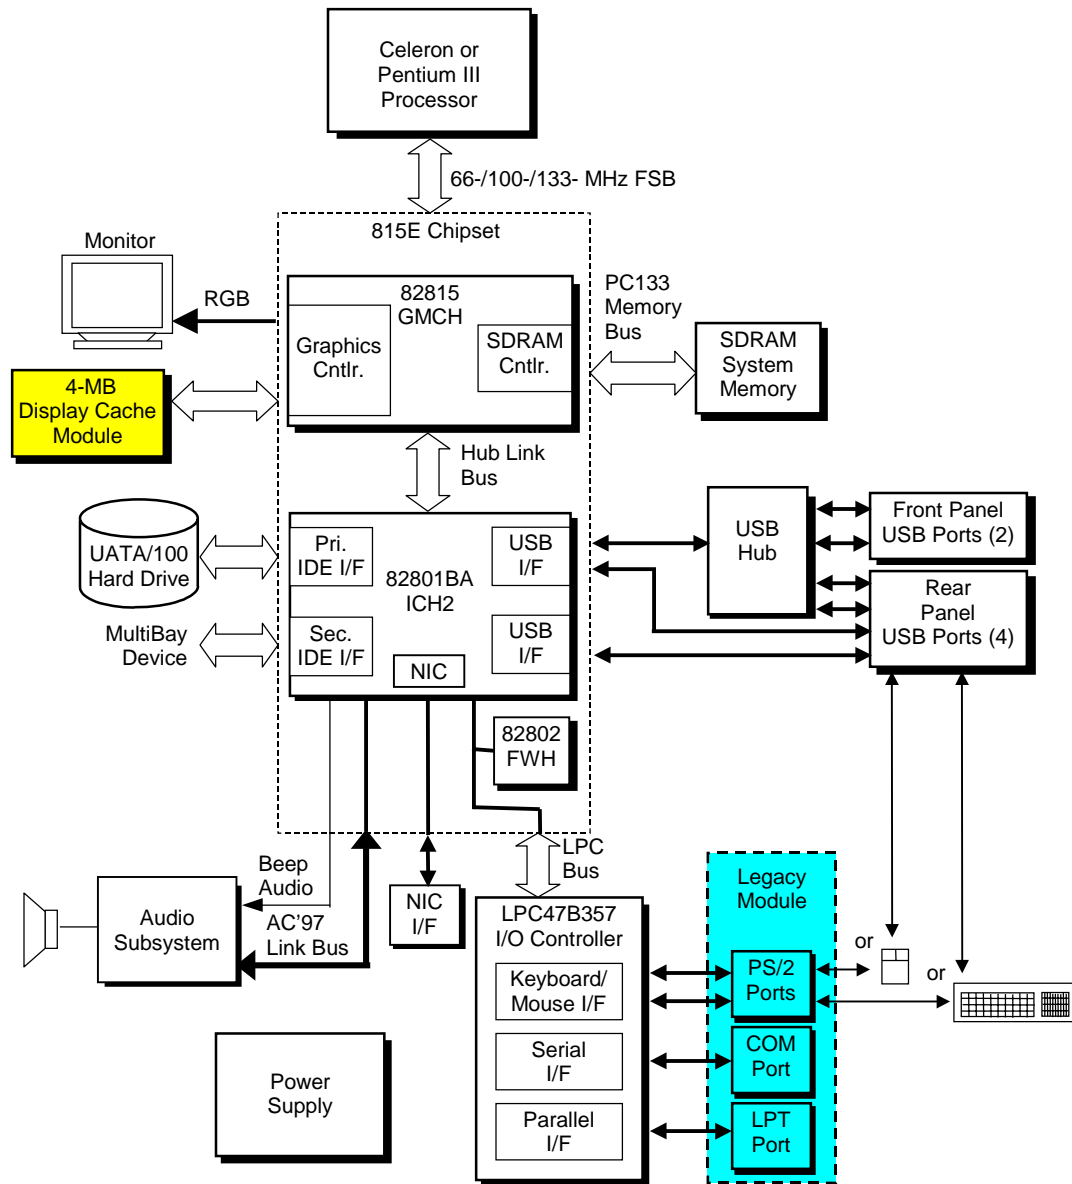 Celeron or
Pentium III
Processor
66-/100-/133- MHz FSB
815E Chipset
Monitor
RGB
82815
GMCH
Graphics
Cntlr.
SDRAM
Cntlr.
PC133
Memory
Bus
SDRAM
System
Memory
4-MB
Display Cache
Module
Hub Link
Bus
UATA/100
Hard Drive
Pri.
IDE I/F
82801BA
ICH2
USB
I/F
USB
Hub
Front Panel
USB Ports (2)
Rear
Panel
USB Ports (4)
MultiBay
Device
Sec.
IDE I/F
USB
I/F
NIC
82802
FWH
LPC
Bus
Beep
Audio
AC'97
Link Bus
Audio
Subsystem
NIC
I/F
LPC47B357
I/O Controller
Keyboard/
Mouse I/F
Serial
I/F
Parallel
I/F
Legacy
Module
PS/2
Ports
COM
Port
LPT
Port
or
or
Power
Supply